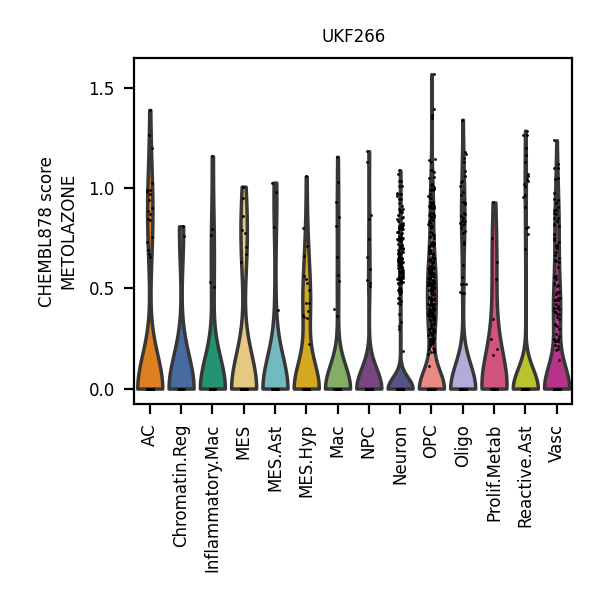 UKF266
CHEMBL878 score
METOLAZONE
1.5
1.0
0.5
0.0
AC
Chromatin.Reg
Inflammatory.Mac
MES
MES.Ast
MES.Hyp
Mac
NPC
Neuron
OPC
Oligo
Prolif.Metab
Reactive.Ast
Vasc